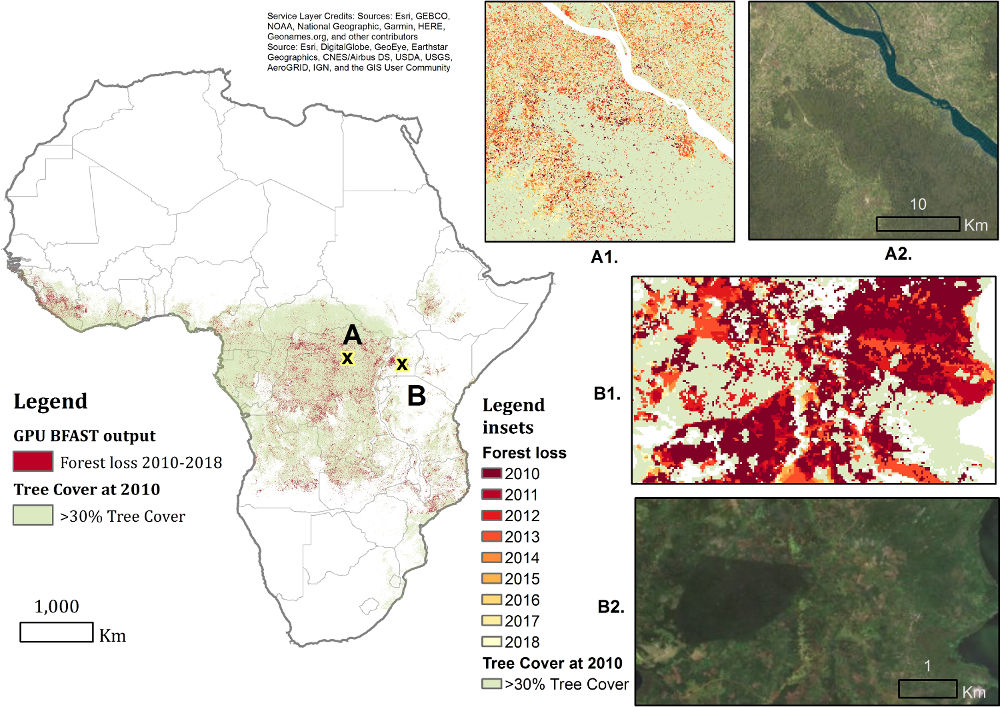 Service Layer Credits: Sources: Esri, GEBCO,
NOAA, National Geographic, Garmin, HERE,
Geonames.org, and other contributors
Source: Esri, DigitalGlobe, GeoEye, Earthstar
Geographics, CNES/Airbus DS, USDA, USGS,
AeroGRID, IGN, and the GIS User Community
A
x
x
B
Legend
GPU BFAST output
Forest loss 2010-2018
Tree Cover at 2010
>30% Tree Cover
1,000
Km
Legend
insets
Forest loss
2010
2011
2012
2013
2014
2015
2016
2017
2018
Tree Cover at 2010
>30% Tree Cover
A1.
10
Km
A2.
B1.
B2.
1
Km